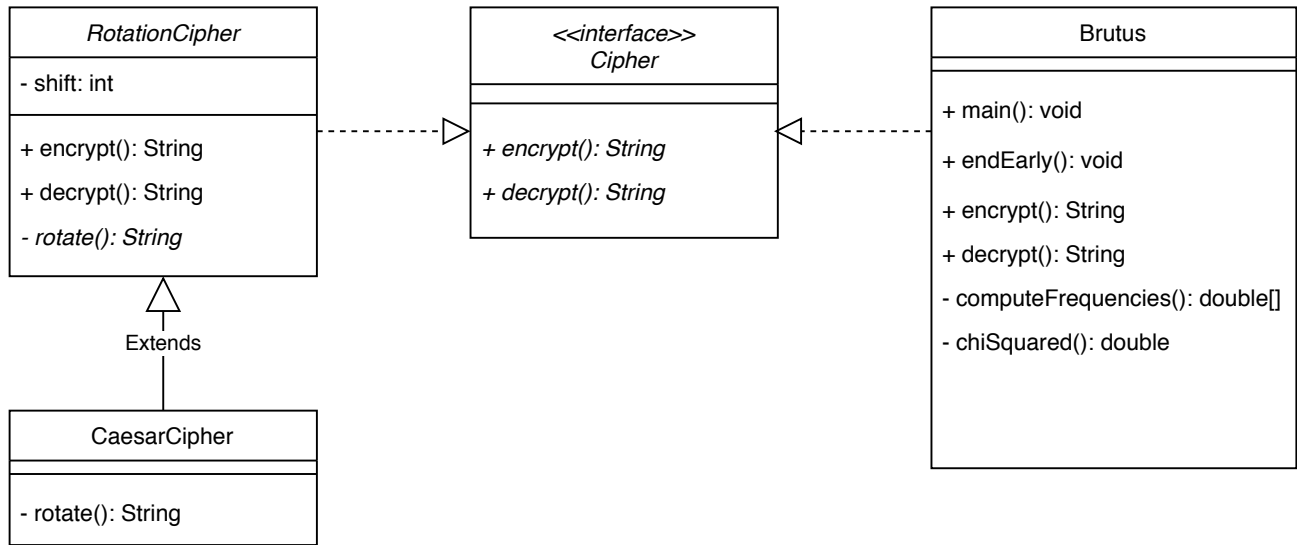 RotationCipher
- shift: int
+ encrypt(): String
+ decrypt(): String
- rotate(): String
Extends
CaesarCipher
- rotate(): String
<<interface>>
Cipher
+ encrypt(): String
+ decrypt(): String
Brutus
+ main(): void
+ endEarly(): void
+ encrypt(): String
+ decrypt(): String
- computeFrequencies(): double[]
- chiSquared(): double